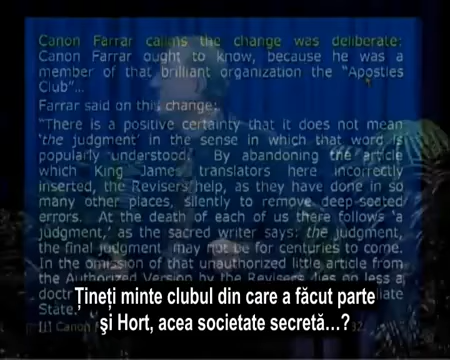 Canon Farrar calims the change was deliberate:
Canon Farrar ought to know, because he was a
member of that brilliant organization the "Apostles
Club"...
Farrar said on this change:
"There is a positive certainty that it does not mean
'the judgment' in the sense in which that word is
popularly understood.' By abandoning the article
which King James translators here incorrectly
inserted, the Revisers help, as they have done in so
many other places, silently to remove deep-seated
errors. At the death of each of us there follows 'a
judgment,' as the sacred writer says: the judgment,
the final judgment may not be for centuries to come.
In the omission of that unauthorized little article from
the Authorized Version by the Revisers, lies no less a
doctr
State."
Țineți minte clubul din care a făcut parte
şi Hort, acea societate secretă...?
[1] Canon F